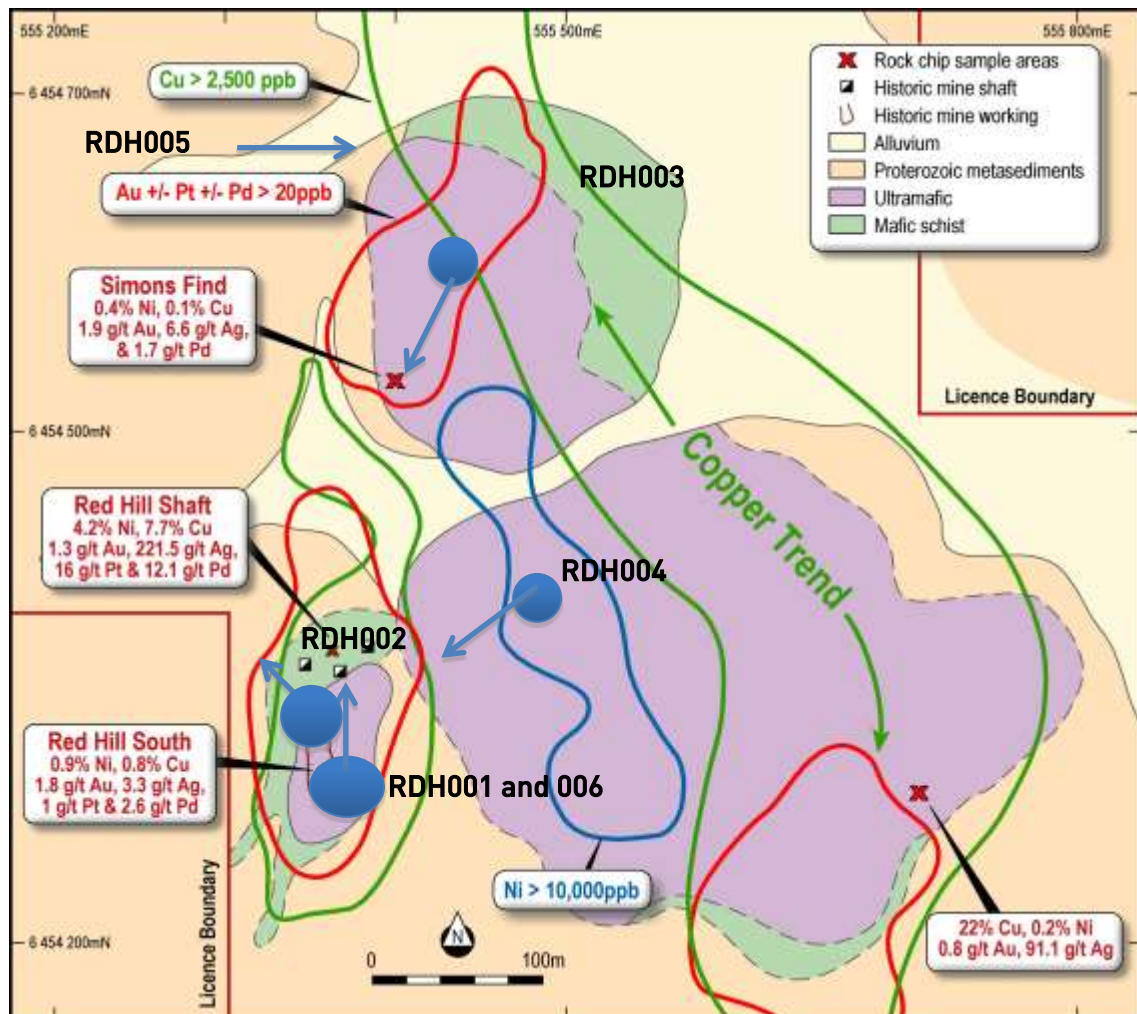 555 200mE
555 500mE
555 800mE
Rock chip sample areas
Historic mine shaft
Historic mine working
Alluvium
Proterozoic metasediments
Ultramafic
Mafic schist
6 454 700mN
Cu > 2,500 ppb
RDH005
RDH003
Au +/- Pt +/- Pd > 20ppb
Simons Find
0.4% Ni, 0.1% Cu
1.9 g/t Au, 6.6 g/t Ag,
& 1.7 g/t Pd
Licence Boundary
6 454 500mN
Copper Trend
Red Hill Shaft
4.2% Ni, 7.7% Cu
1.3 g/t Au, 221.5 g/t Ag,
16 g/t Pt & 12.1 g/t Pd
RDH004
RDH002
Red Hill South
0.9% Ni, 0.8% Cu
1.8 g/t Au, 3.3 g/t Ag,
1 g/t Pt & 2.6 g/t Pd
RDH001 and 006
Ni > 10,000ppb
Licence Boundary
22% Cu, 0.2% Ni
0.8 g/t Au, 91.1 g/t Ag
6 454 200mN
N
0
100m